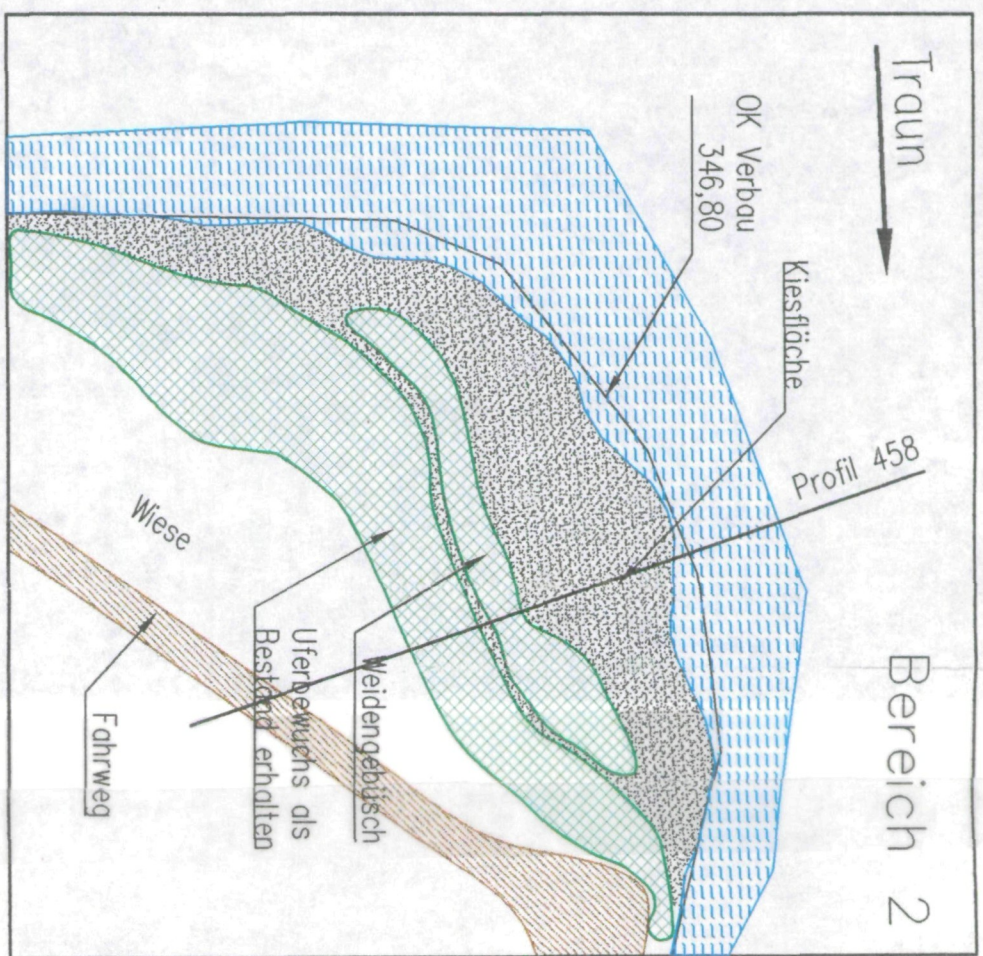 Traun
Bereich 2
OK Verbau
346,80
Kiesfläche
Profil 458
Wiese
Uferbewuchs als
Bestand erhalten
Weidengebüsch
Fahrweg